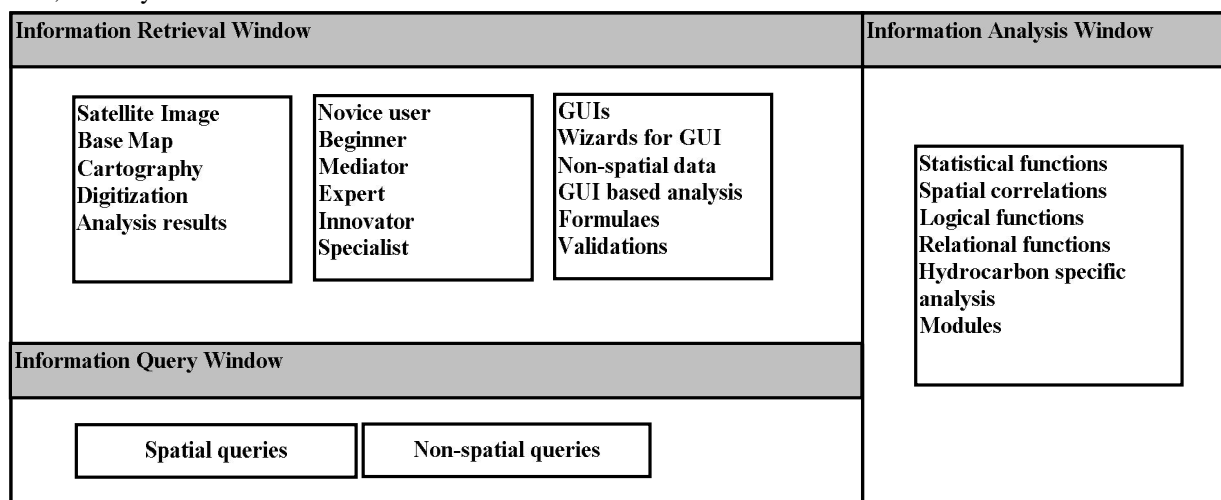 Information Retrieval Window
Satellite Image
Base Map
Cartography
Digitization
Analysis results
Novice user
Beginner
Mediator
Expert
Innovator
Specialist
GUIs
Wizards for GUI
Non-spatial data
GUI based analysis
Formulaes
Validations
Information Query Window
Spatial queries
Non-spatial queries
Information Analysis Window
Statistical functions
Spatial correlations
Logical functions
Relational functions
Hydrocarbon specific
analysis
Modules